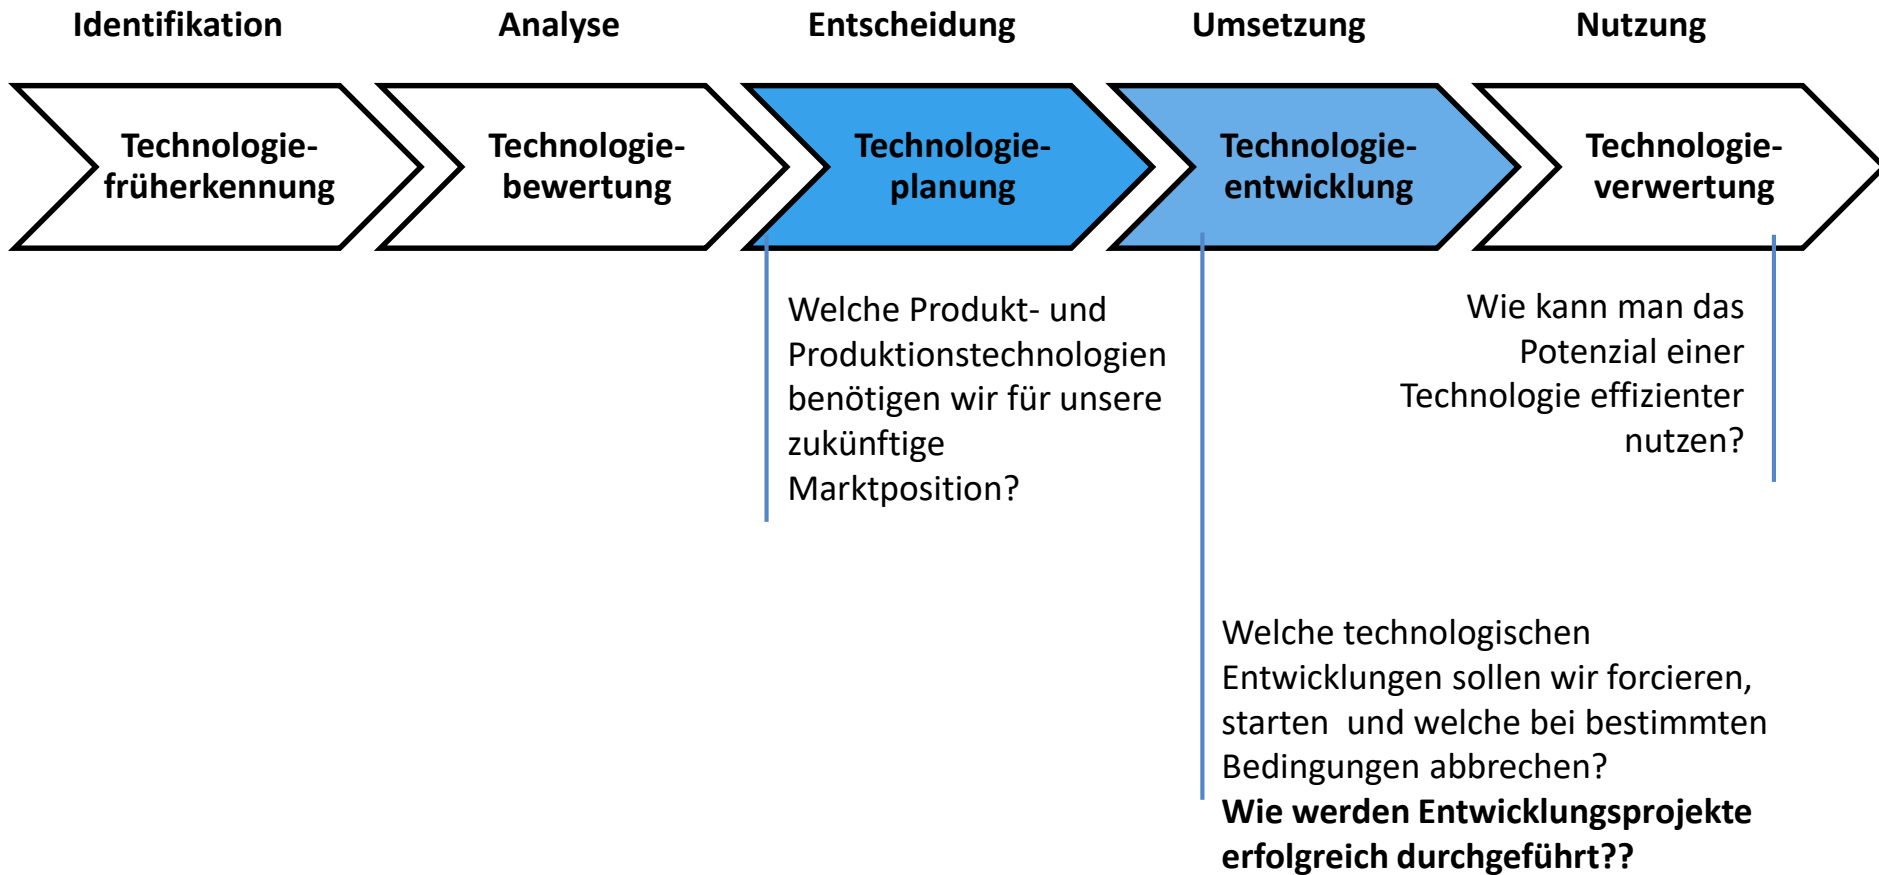 Identifikation
Analyse
Entscheidung
Umsetzung
Nutzung
Technologie-
früherkennung
Technologie-
bewertung
Technologie-
planung
Technologie-
entwicklung
Technologie-
verwertung
Welche Produkt- und
Produktionstechnologien
benötigen wir für unsere
zukünftige
Marktposition?
Wie kann man das
Potenzial einer
Technologie effizienter
nutzen?
Welche technologischen
Entwicklungen sollen wir forcieren,
starten  und welche bei bestimmten
Bedingungen abbrechen?
Wie werden Entwicklungsprojekte
erfolgreich durchgeführt??